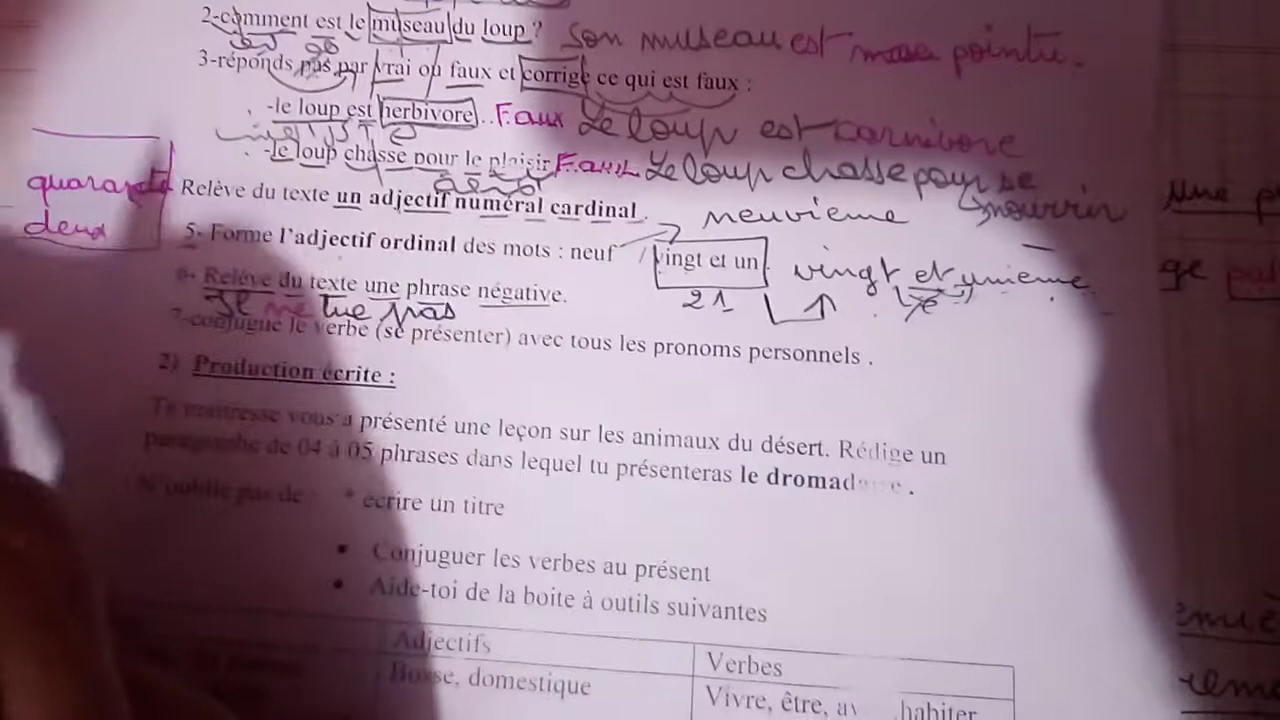 2-comment est le museau du loup ? Son museau est pointu.
3-réponds pas par vrai ou faux et corrige ce qui est faux :
-le loup est herbivore.. Faux Le loup est carnivore
-le loup chasse pour le plaisir Faux Le loup chasse pour se nourrir
quarante deux
Relève du texte un adjectif numéral cardinal.
neuvieme
5- Forme l'adjectif ordinal des mots : neuf / vingt et un. vingt et unieme
21
6- Relève du texte une phrase négative.
Je ne tue pas
7-conjugue le verbe (se présenter) avec tous les pronoms personnels .
2) Production écrite :
Ta maitresse vous a présenté une leçon sur les animaux du désert. Rédige un
paragraphe de 04 à 05 phrases dans lequel tu présenteras le
N'oublie pas de * écrire un titre
• Conjuguer les verbes au présent
• Aide-toi de la boite à outils suivantes
Adjectifs Verbes
Bosse, domestique Vivre, être, habiter